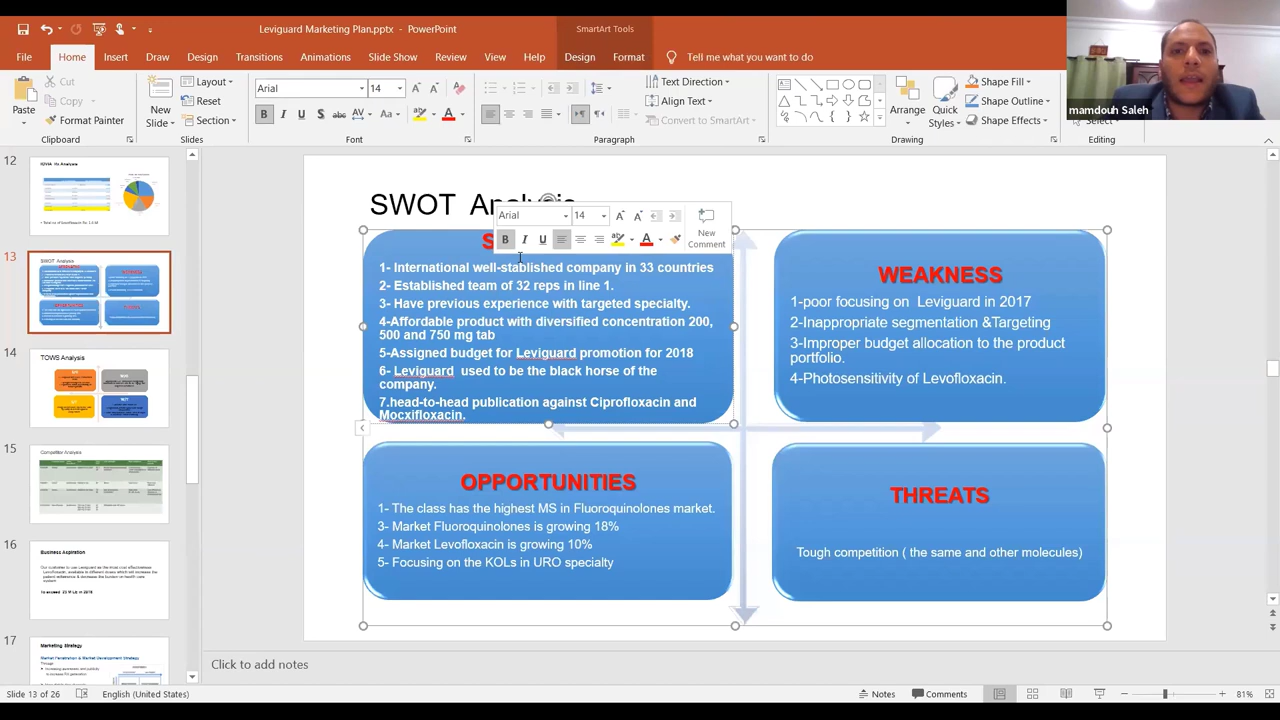 Leviguard Marketing Plan.pptx - PowerPoint
SmartArt Tools
File Home Insert Draw Design Transitions Animations Slide Show Review View Help Design Format Tell me what you want to do
mamdouh Saleh
Paste
Cut
Copy
Format Painter
Clipboard
New
Slide
Layout
Reset
Section
Slides
Arial 14
Font
Text Direction
Align Text
Convert to SmartArt
Paragraph
Arrange
Quick
Styles
Shape Fill
Shape Outline
Shape Effects
Drawing
Editing
12
13
SWOT Analysis
14
TOWS Analysis
15
Competitor Analysis
16
Business Aspiration
17
Marketing Strategy
Market Penetration & Market Development Strategy
SWOT Analysis
Arial 14
New
Comment
1- International well-established company in 33 countries
2- Established team of 32 reps in line 1.
3- Have previous experience with targeted specialty.
4-Affordable product with diversified concentration 200,
500 and 750 mg tab
5-Assigned budget for Leviguard promotion for 2018
6- Leviguard used to be the black horse of the
company.
7.head-to-head publication against Ciprofloxacin and
Mocxifloxacin.
WEAKNESS
1-poor focusing on Leviguard in 2017
2-Inappropriate segmentation &Targeting
3-Improper budget allocation to the product
portfolio.
4-Photosensitivity of Levofloxacin.
OPPORTUNITIES
1- The class has the highest MS in Fluoroquinolones market.
3- Market Fluoroquinolones is growing 18%
4- Market Levofloxacin is growing 10%
5- Focusing on the KOLs in URO specialty
THREATS
Tough competition ( the same and other molecules)
Click to add notes
Slide 13 of 26 English (United States) Notes Comments 81%